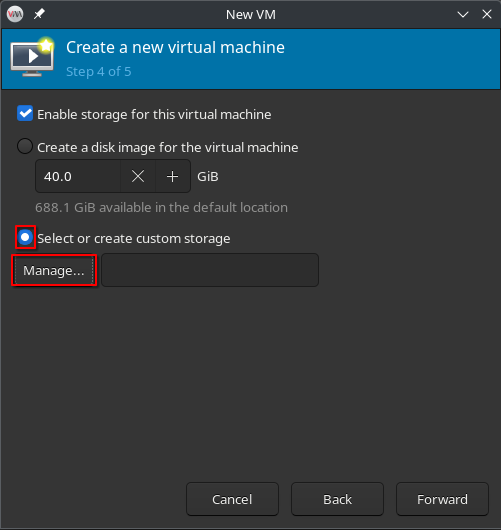 New VM
Create a new virtual machine
Step 4 of 5
Enable storage for this virtual machine
Create a disk image for the virtual machine
40.0 GiB
688.1 GiB available in the default location
Select or create custom storage
Manage...
Cancel Back Forward